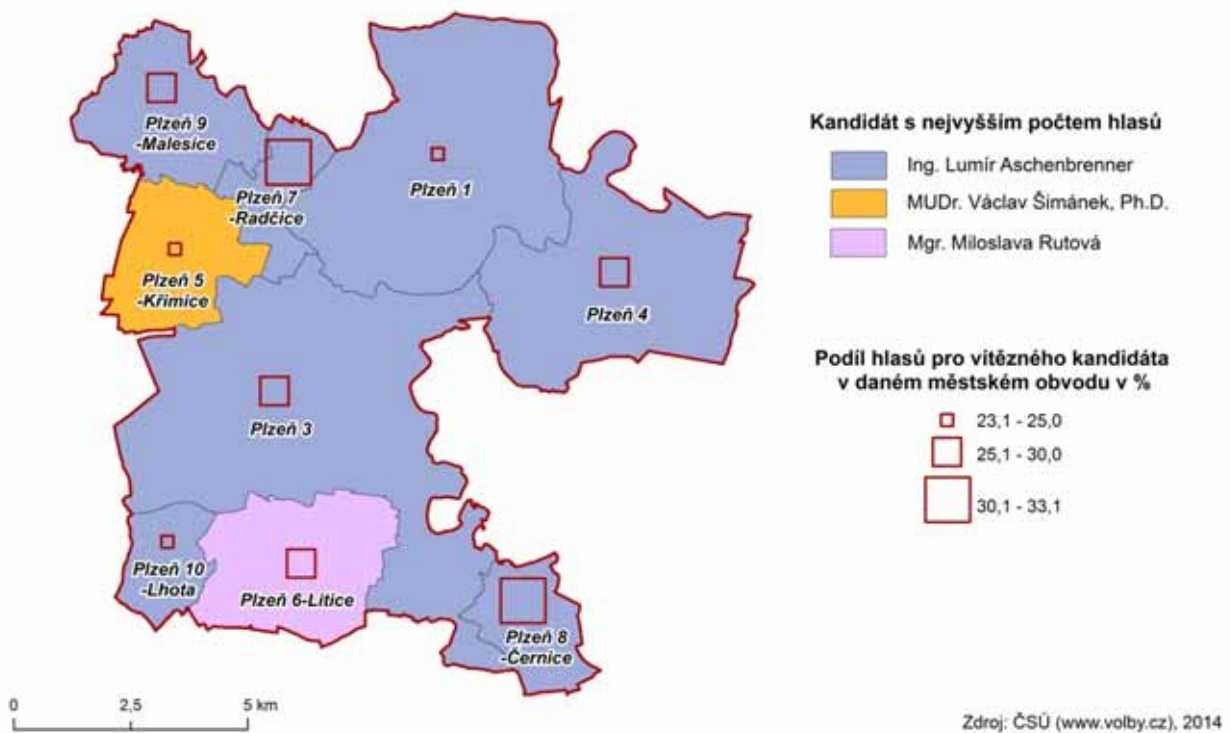 Plzeň 9
-Malesice
Plzeň 7
-Radčice
Plzeň 1
Plzeň 5
-Křimice
Plzeň 4
Plzeň 3
Plzeň 10
-Lhota
Plzeň 6-Litice
Plzeň 8
-Černice
Kandidát s nejvyšším počtem hlasů
Ing. Lumír Aschenbrenner
MUDr. Václav Šimánek, Ph.D.
Mgr. Miloslava Rutová
Podíl hlasů pro vítězného kandidáta
v daném městském obvodu v %
23,1 - 25,0
25,1 - 30,0
30,1 - 33,1
0 2,5 5 km
Zdroj: ČSÚ (www.volby.cz), 2014